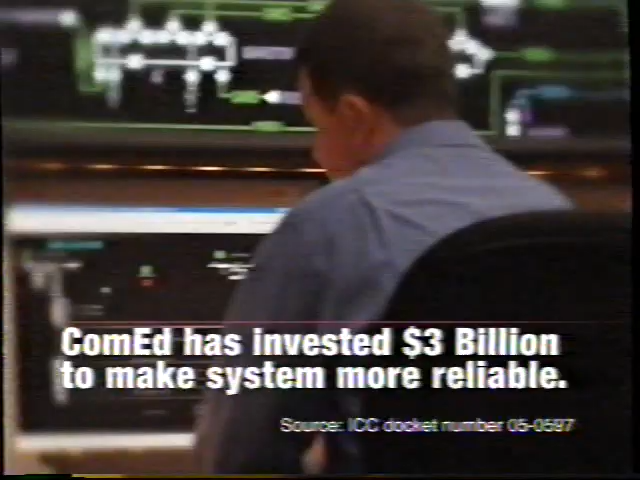 ComEd has invested $3 Billion
to make system more reliable.
Source: ICC docket number 05-0597